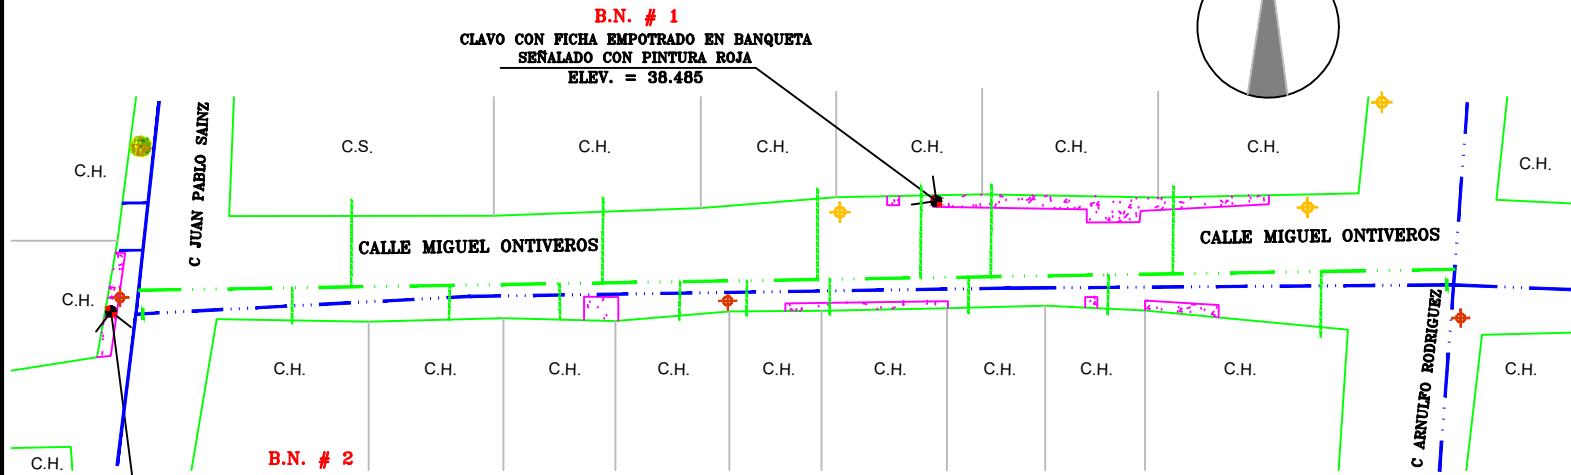 B.N. # 1
CLAVO CON FICHA EMPOTRADO EN BANQUETA
SEÑALADO CON PINTURA ROJA
ELEV. = 38.485
C JUAN PABLO SAINZ
C.H.
C.S.
C.H.
C.H.
C.H.
C.H.
C.H.
C.H.
CALLE MIGUEL ONTIVEROS
CALLE MIGUEL ONTIVEROS
C.H.
C ARNULFO RODRIGUEZ
C.H.
C.H.
C.H.
C.H.
C.H.
C.H.
C.H.
C.H.
C.H.
C.H.
B.N. # 2
C.H.